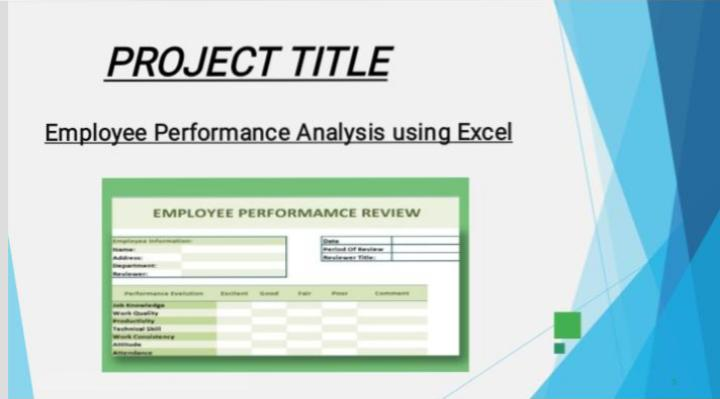 PROJECT TITLE
Employee Performance Analysis using Excel
EMPLOYEE PERFORMAMCE REVIEW
Employee Information:
Name:
Address:
Department:
Reviewer:
Date
Period Of Review
Reviewer Title:
Performance Evolution Excilent Good Fair Poor Comment
Job Knowledge
Work Quality
Productivity
Technical Skill
Work Consistency
Attitude
Attendance